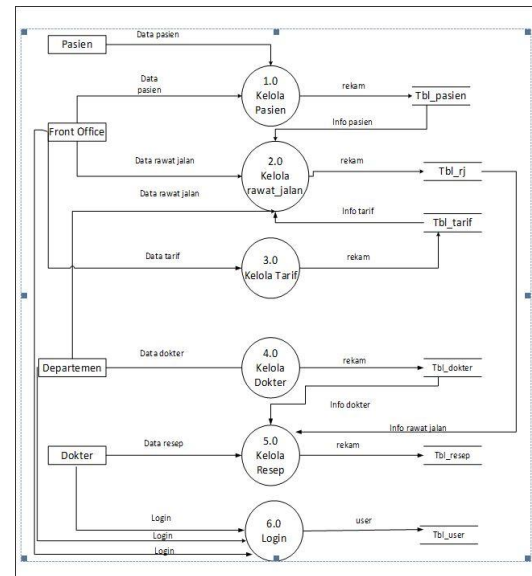 Data pasien
Pasien
1.0
Kelola
Pasien
Data
pasien
rekam
Tbl_pasien
Info pasien
Front Office
2.0
Kelola
rawat_jalan
Data rawat jalan
rekam
Tbl_rj
Data rawat jalan
Info tarif
Tbl_tarif
3.0
Kelola Tarif
Data tarif
rekam
4.0
Kelola
Dokter
Data dokter
Departemen
rekam
Tbl_dokter
Info dokter
Info rawat jalan
5.0
Kelola
Resep
Data resep
Dokter
rekam
Tbl_resep
6.0
Login
Login
Login
Login
user
Tbl_user